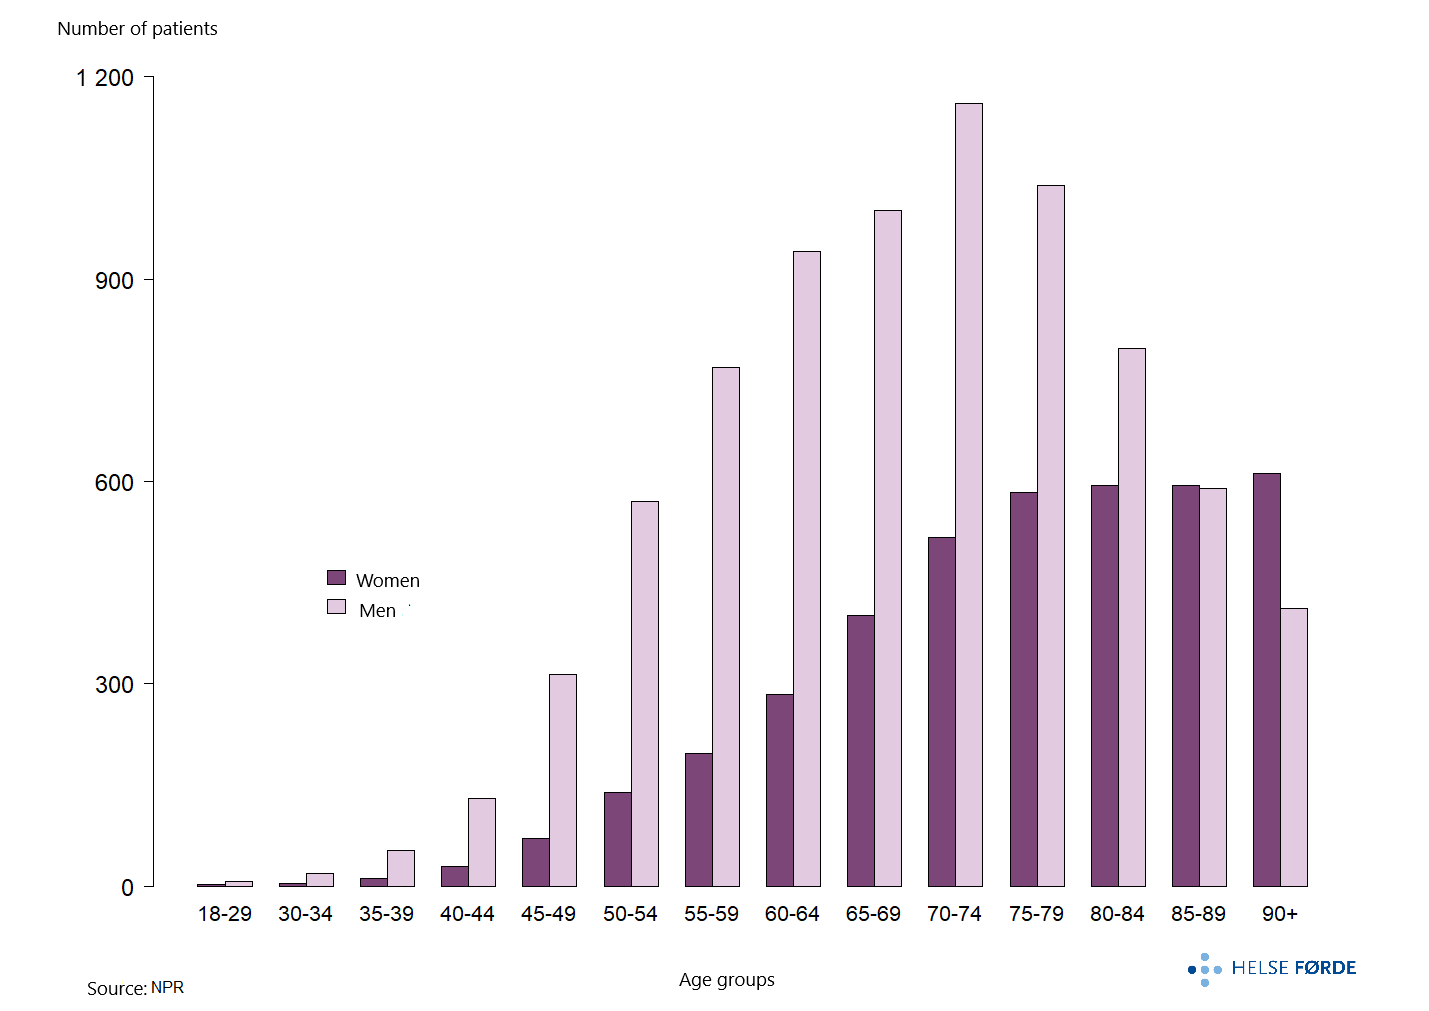 Number of patients
1 200
900
600
300
0
Women
Men
18-29 30-34 35-39 40-44 45-49 50-54 55-59 60-64 65-69 70-74 75-79 80-84 85-89 90+
Age groups
Source: NPR
HELSE FØRDE